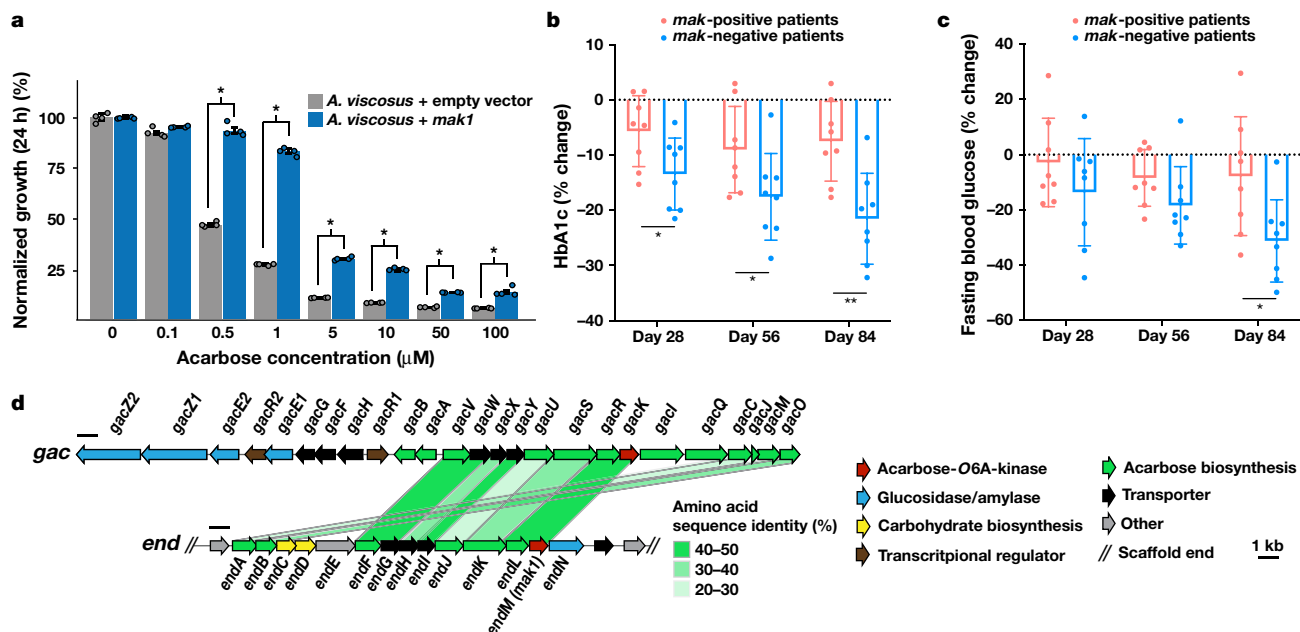 a
Normalized growth (24 h) (%)
100
75
50
25
A. viscosus + empty vector
A. viscosus + mak1
*
*
*
*
*
*
0 0.1 0.5 1 5 10 50 100
Acarbose concentration (μM)
b
mak-positive patients
mak-negative patients
HbA1c (% change)
10
0
−10
−20
−30
−40
*
*
**
Day 28 Day 56 Day 84
c
mak-positive patients
mak-negative patients
Fasting blood glucose (% change)
40
20
0
−20
−40
−60
*
Day 28 Day 56 Day 84
d
gacZ2 gacZ1 gacE2 gacR2 gacE1 gacG gacF gacH gacR1 gacB gacA gacV gacW gacX gacY gacU gacS gacR gacK gacI gacQ gacC gacJ gacM gacO
gac
end
endA endB endC endD endE endF endG endH endI endJ endK endL endM (mak1) endN
Amino acid
sequence identity (%)
40–50
30–40
20–30
Acarbose-O6A-kinase
Glucosidase/amylase
Carbohydrate biosynthesis
Transcritpional regulator
Acarbose biosynthesis
Transporter
Other
// Scaffold end
1 kb